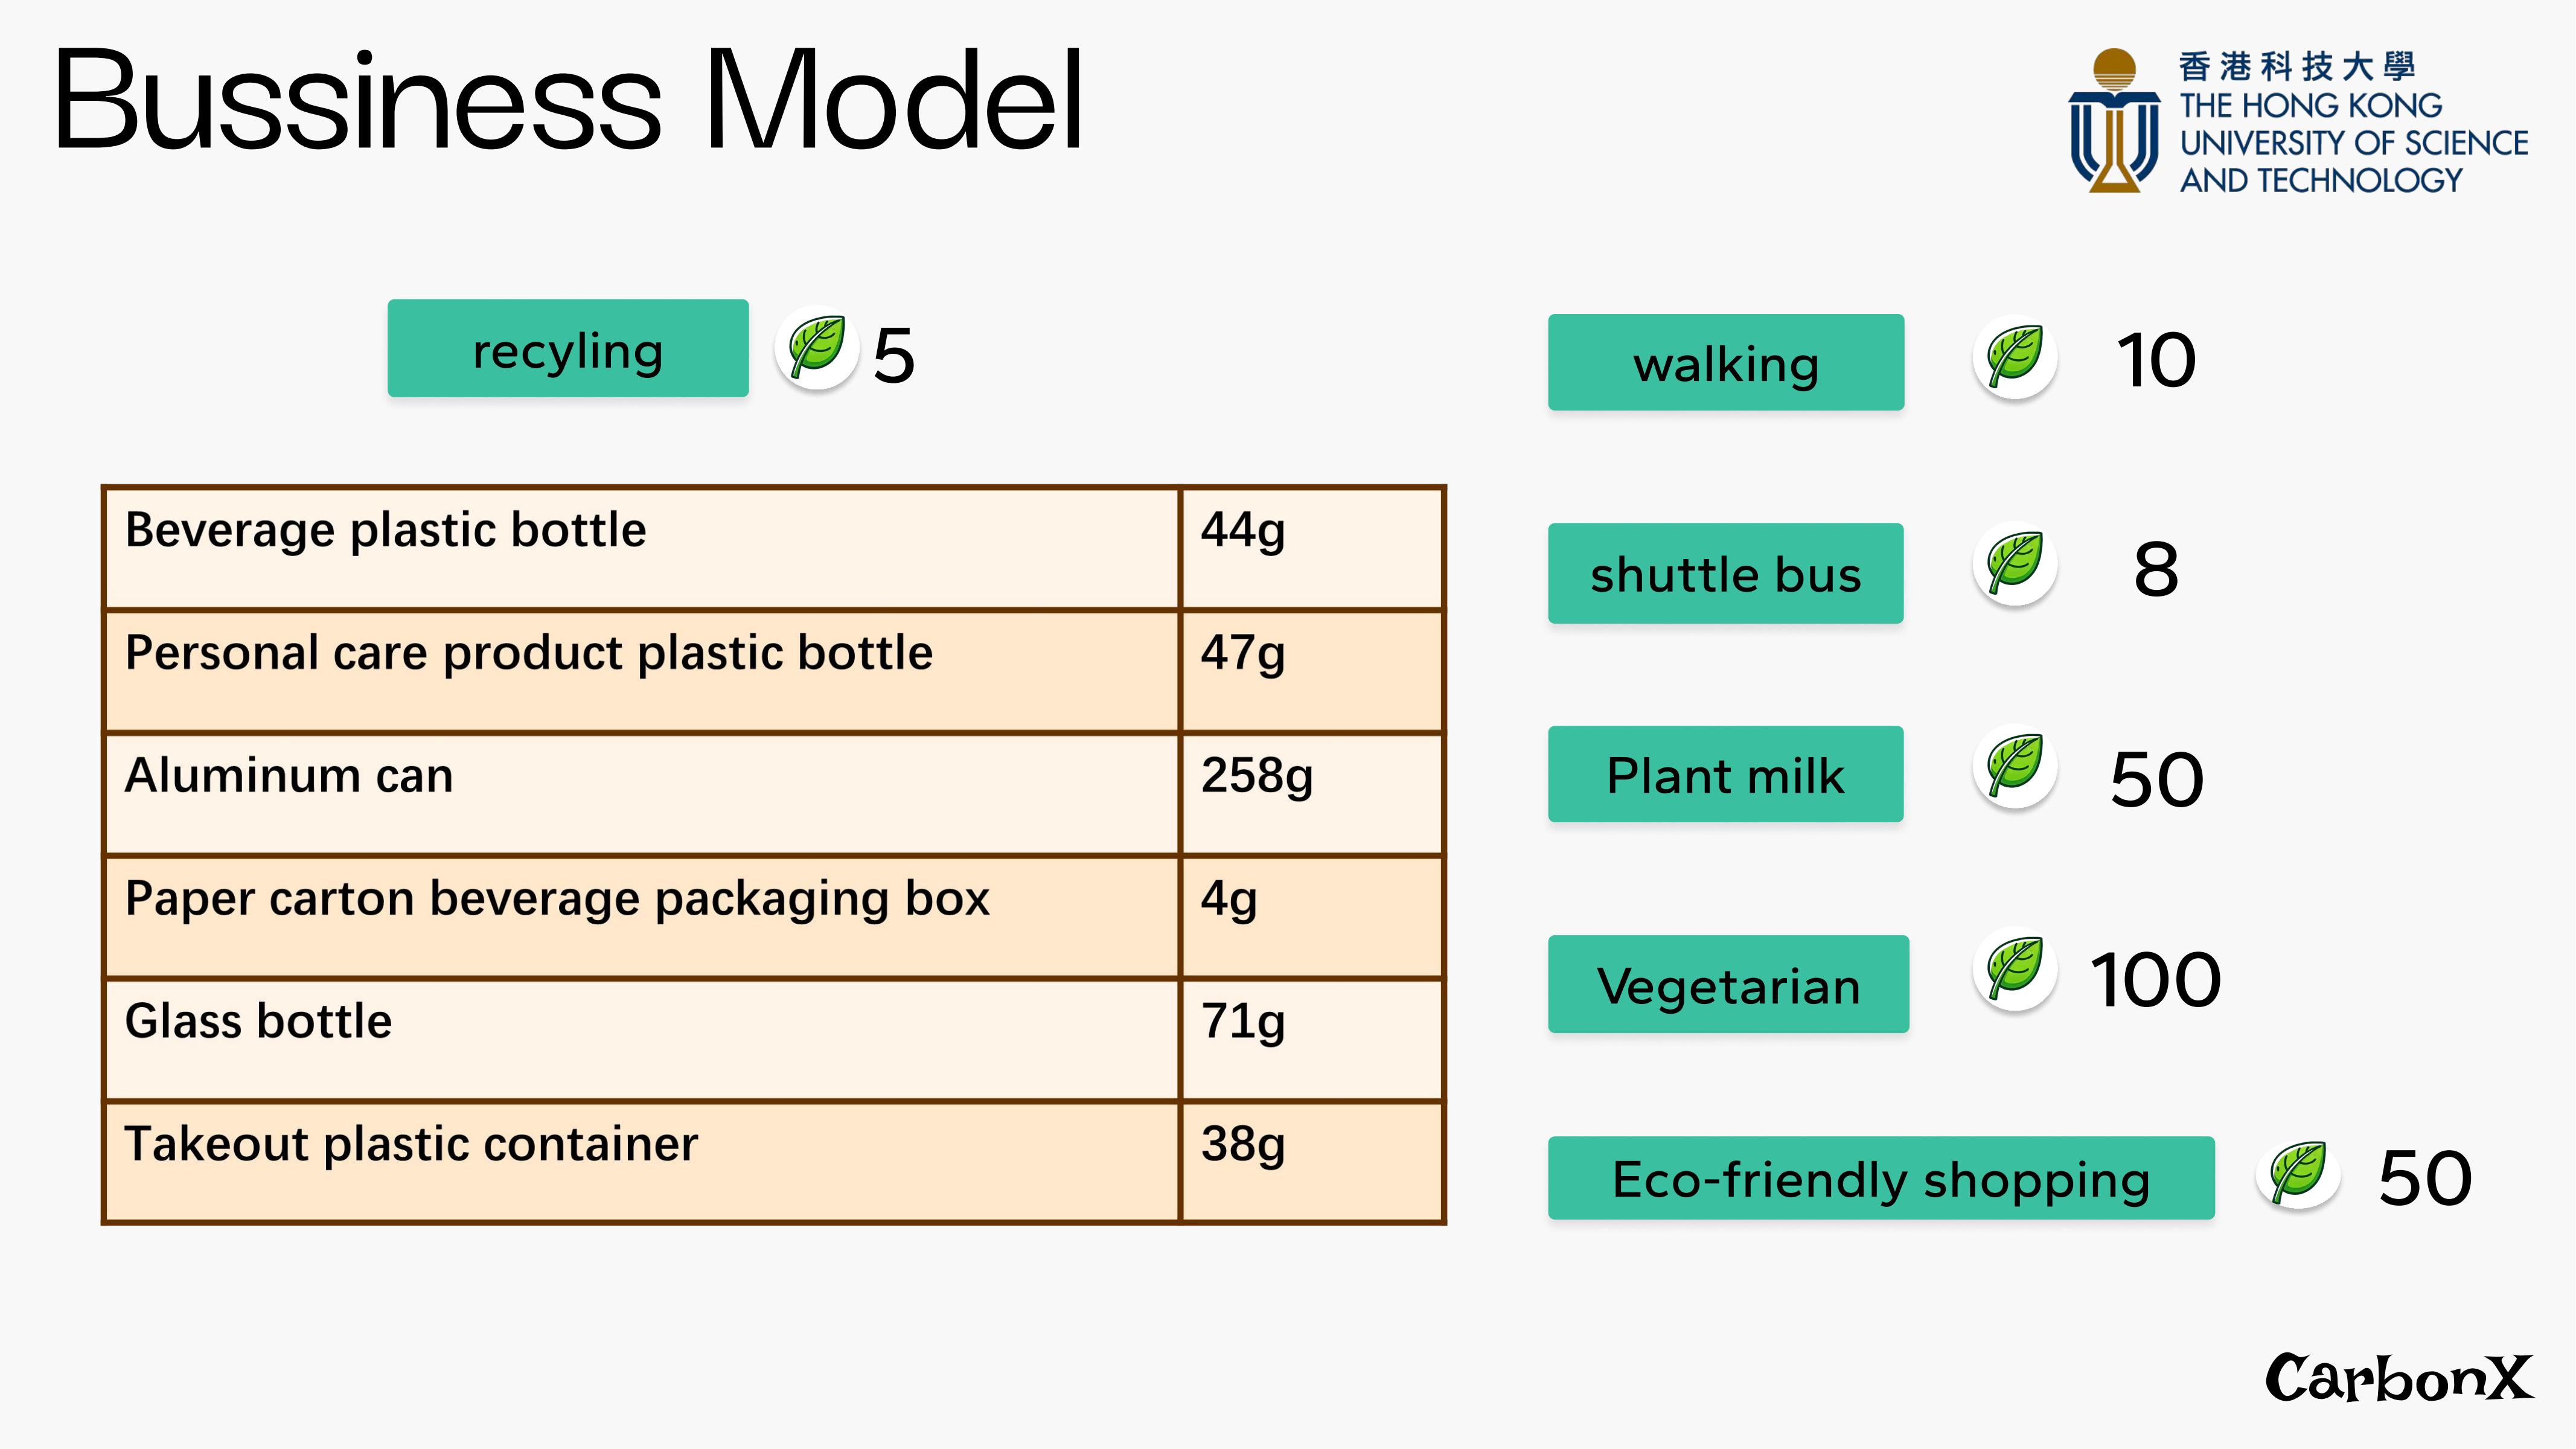 Bussiness Model
香港科技大學
THE HONG KONG
UNIVERSITY OF SCIENCE
AND TECHNOLOGY
recyling 5
Beverage plastic bottle 44g
Personal care product plastic bottle 47g
Aluminum can 258g
Paper carton beverage packaging box 4g
Glass bottle 71g
Takeout plastic container 38g
walking 10
shuttle bus 8
Plant milk 50
Vegetarian 100
Eco-friendly shopping 50
CarbonX